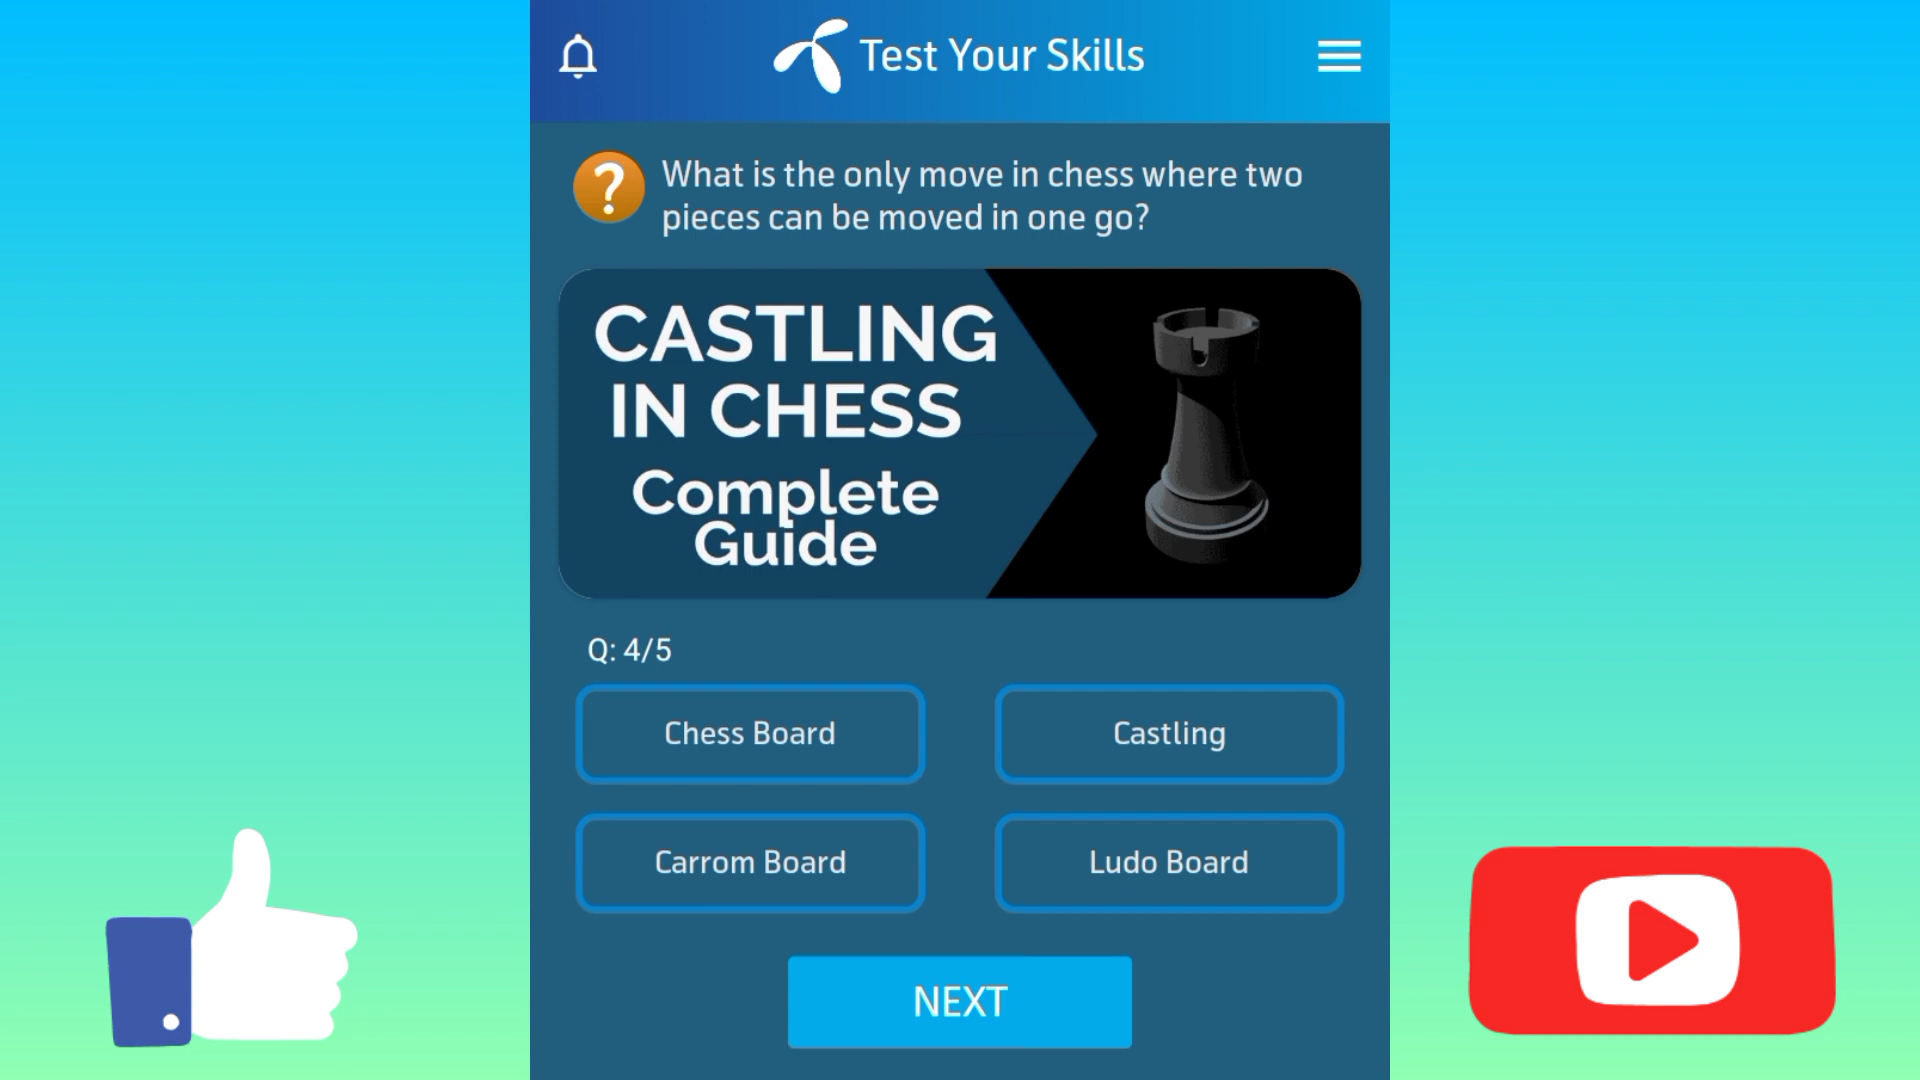 Test Your Skills
What is the only move in chess where two
pieces can be moved in one go?
CASTLING
IN CHESS
Complete
Guide
Q: 4/5
Chess Board
Castling
Carrom Board
Ludo Board
NEXT